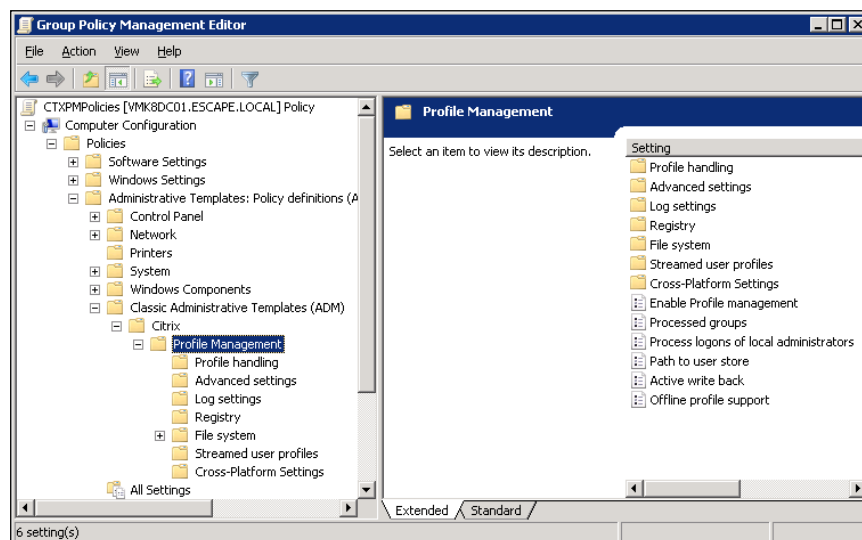 Group Policy Management Editor
File Action View Help
CTXPMPolicies [VMK8DC01.ESCAPE.LOCAL] Policy
Computer Configuration
Policies
Software Settings
Windows Settings
Administrative Templates: Policy definitions (A
Control Panel
Network
Printers
System
Windows Components
Classic Administrative Templates (ADM)
Citrix
Profile Management
Profile handling
Advanced settings
Log settings
Registry
File system
Streamed user profiles
Cross-Platform Settings
All Settings
Profile Management
Select an item to view its description.
Setting
Profile handling
Advanced settings
Log settings
Registry
File system
Streamed user profiles
Cross-Platform Settings
Enable Profile management
Processed groups
Process logons of local administrators
Path to user store
Active write back
Offline profile support
Extended Standard
6 setting(s)